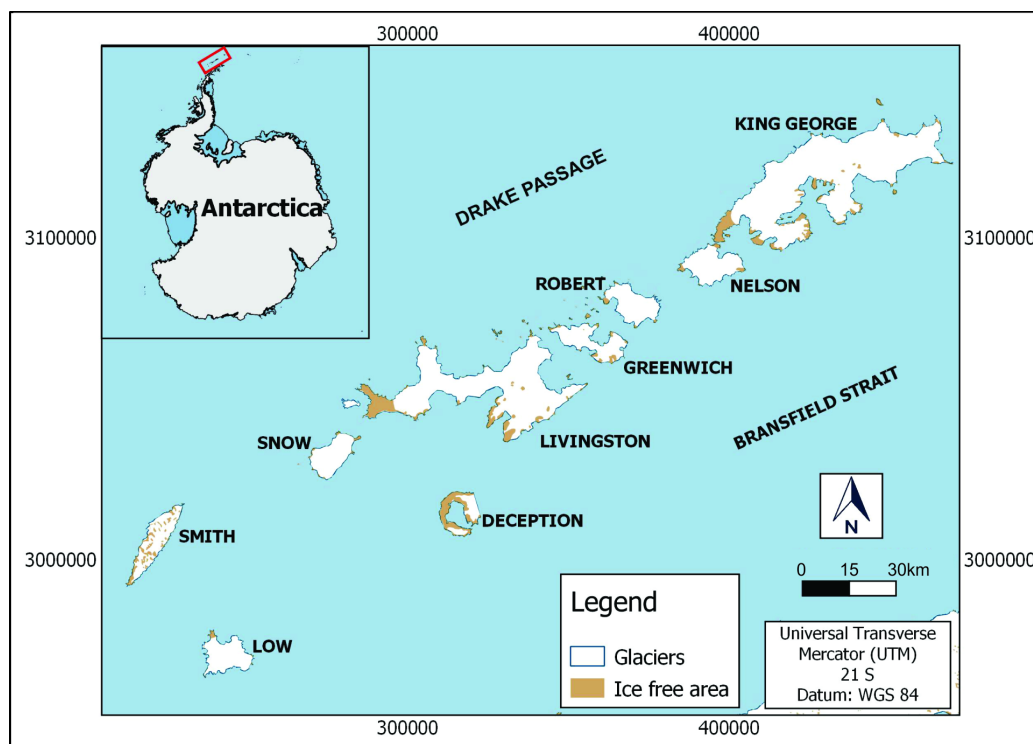 300000
400000
Antarctica
KING GEORGE
DRAKE PASSAGE
3100000
3100000
ROBERT
NELSON
GREENWICH
BRANSFIELD STRAIT
SNOW
LIVINGSTON
DECEPTION
SMITH
N
3000000
3000000
0 15 30km
LOW
Legend
Glaciers
Ice free area
Universal Transverse
Mercator (UTM)
21 S
Datum: WGS 84
300000
400000